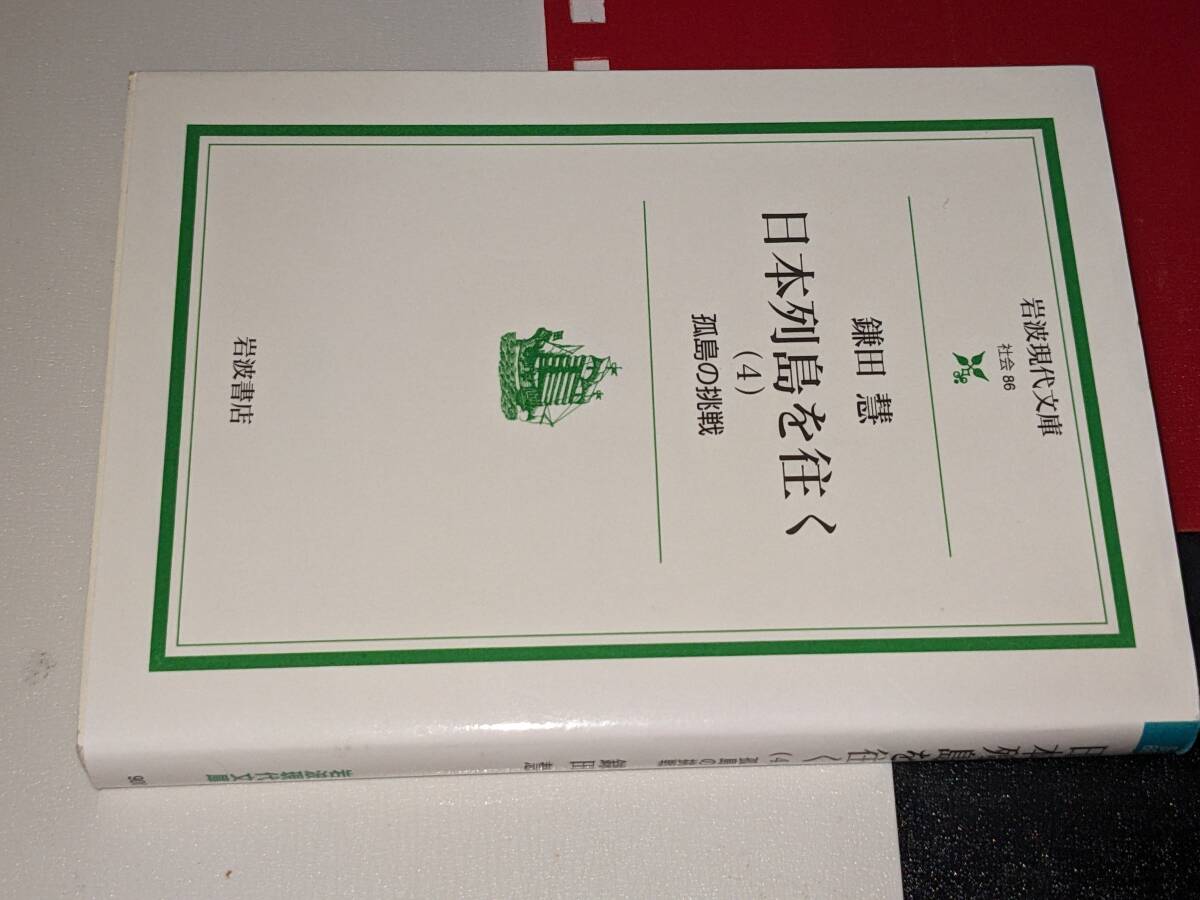 岩波現代文庫
社会 86
鎌田 慧
日本列島を往く
(4)
孤島の挑戦
岩波書店
日本列島を往く (4) 孤島の挑戦 鎌田 慧
岩波現代文庫